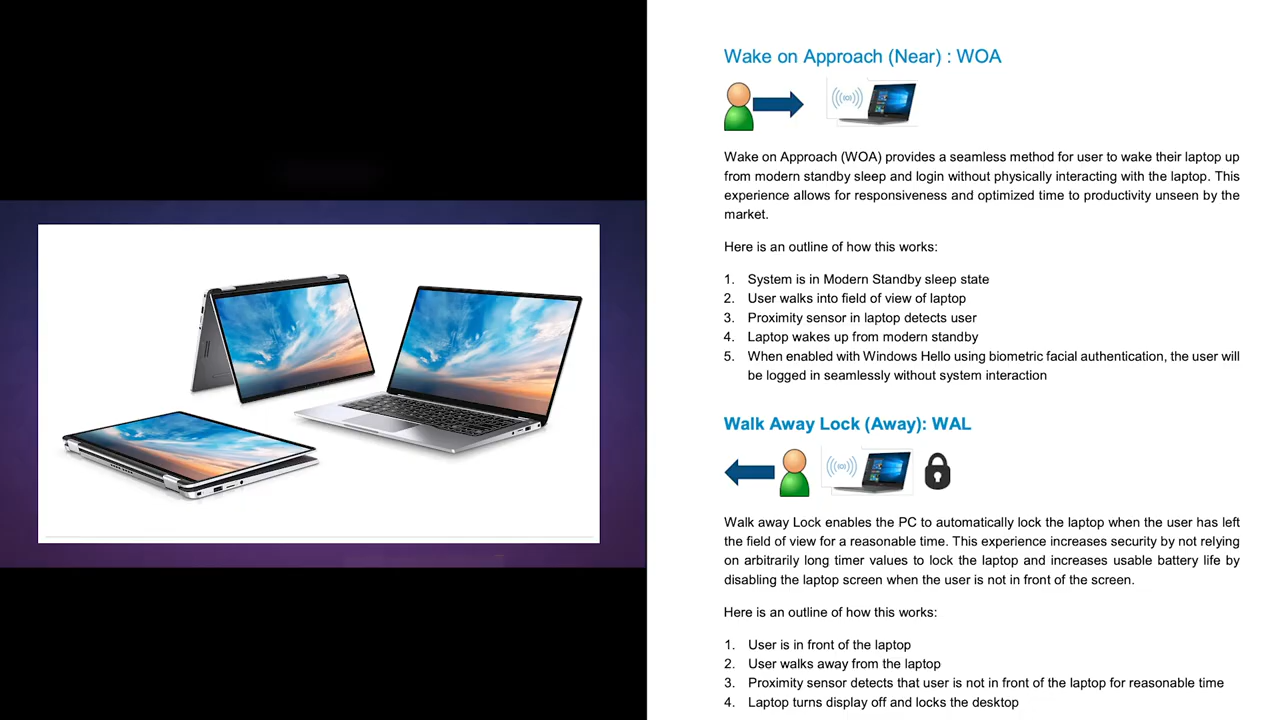 Wake on Approach (Near) : WOA
Wake on Approach (WOA) provides a seamless method for user to wake their laptop up
from modern standby sleep and login without physically interacting with the laptop. This
experience allows for responsiveness and optimized time to productivity unseen by the
market.
Here is an outline of how this works:
1. System is in Modern Standby sleep state
2. User walks into field of view of laptop
3. Proximity sensor in laptop detects user
4. Laptop wakes up from modern standby
5. When enabled with Windows Hello using biometric facial authentication, the user will
be logged in seamlessly without system interaction
Walk Away Lock (Away): WAL
Walk away Lock enables the PC to automatically lock the laptop when the user has left
the field of view for a reasonable time. This experience increases security by not relying
on arbitrarily long timer values to lock the laptop and increases usable battery life by
disabling the laptop screen when the user is not in front of the screen.
Here is an outline of how this works:
1. User is in front of the laptop
2. User walks away from the laptop
3. Proximity sensor detects that user is not in front of the laptop for reasonable time
4. Laptop turns display off and locks the desktop